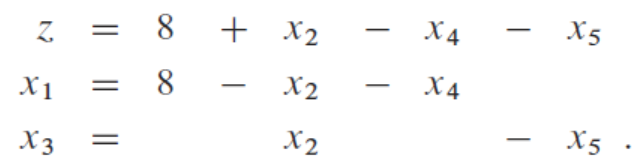 z = 8 + x₂ − x₄ − x₅
x₁ = 8 − x₂ − x₄
x₃ = x₂ − x₅ .